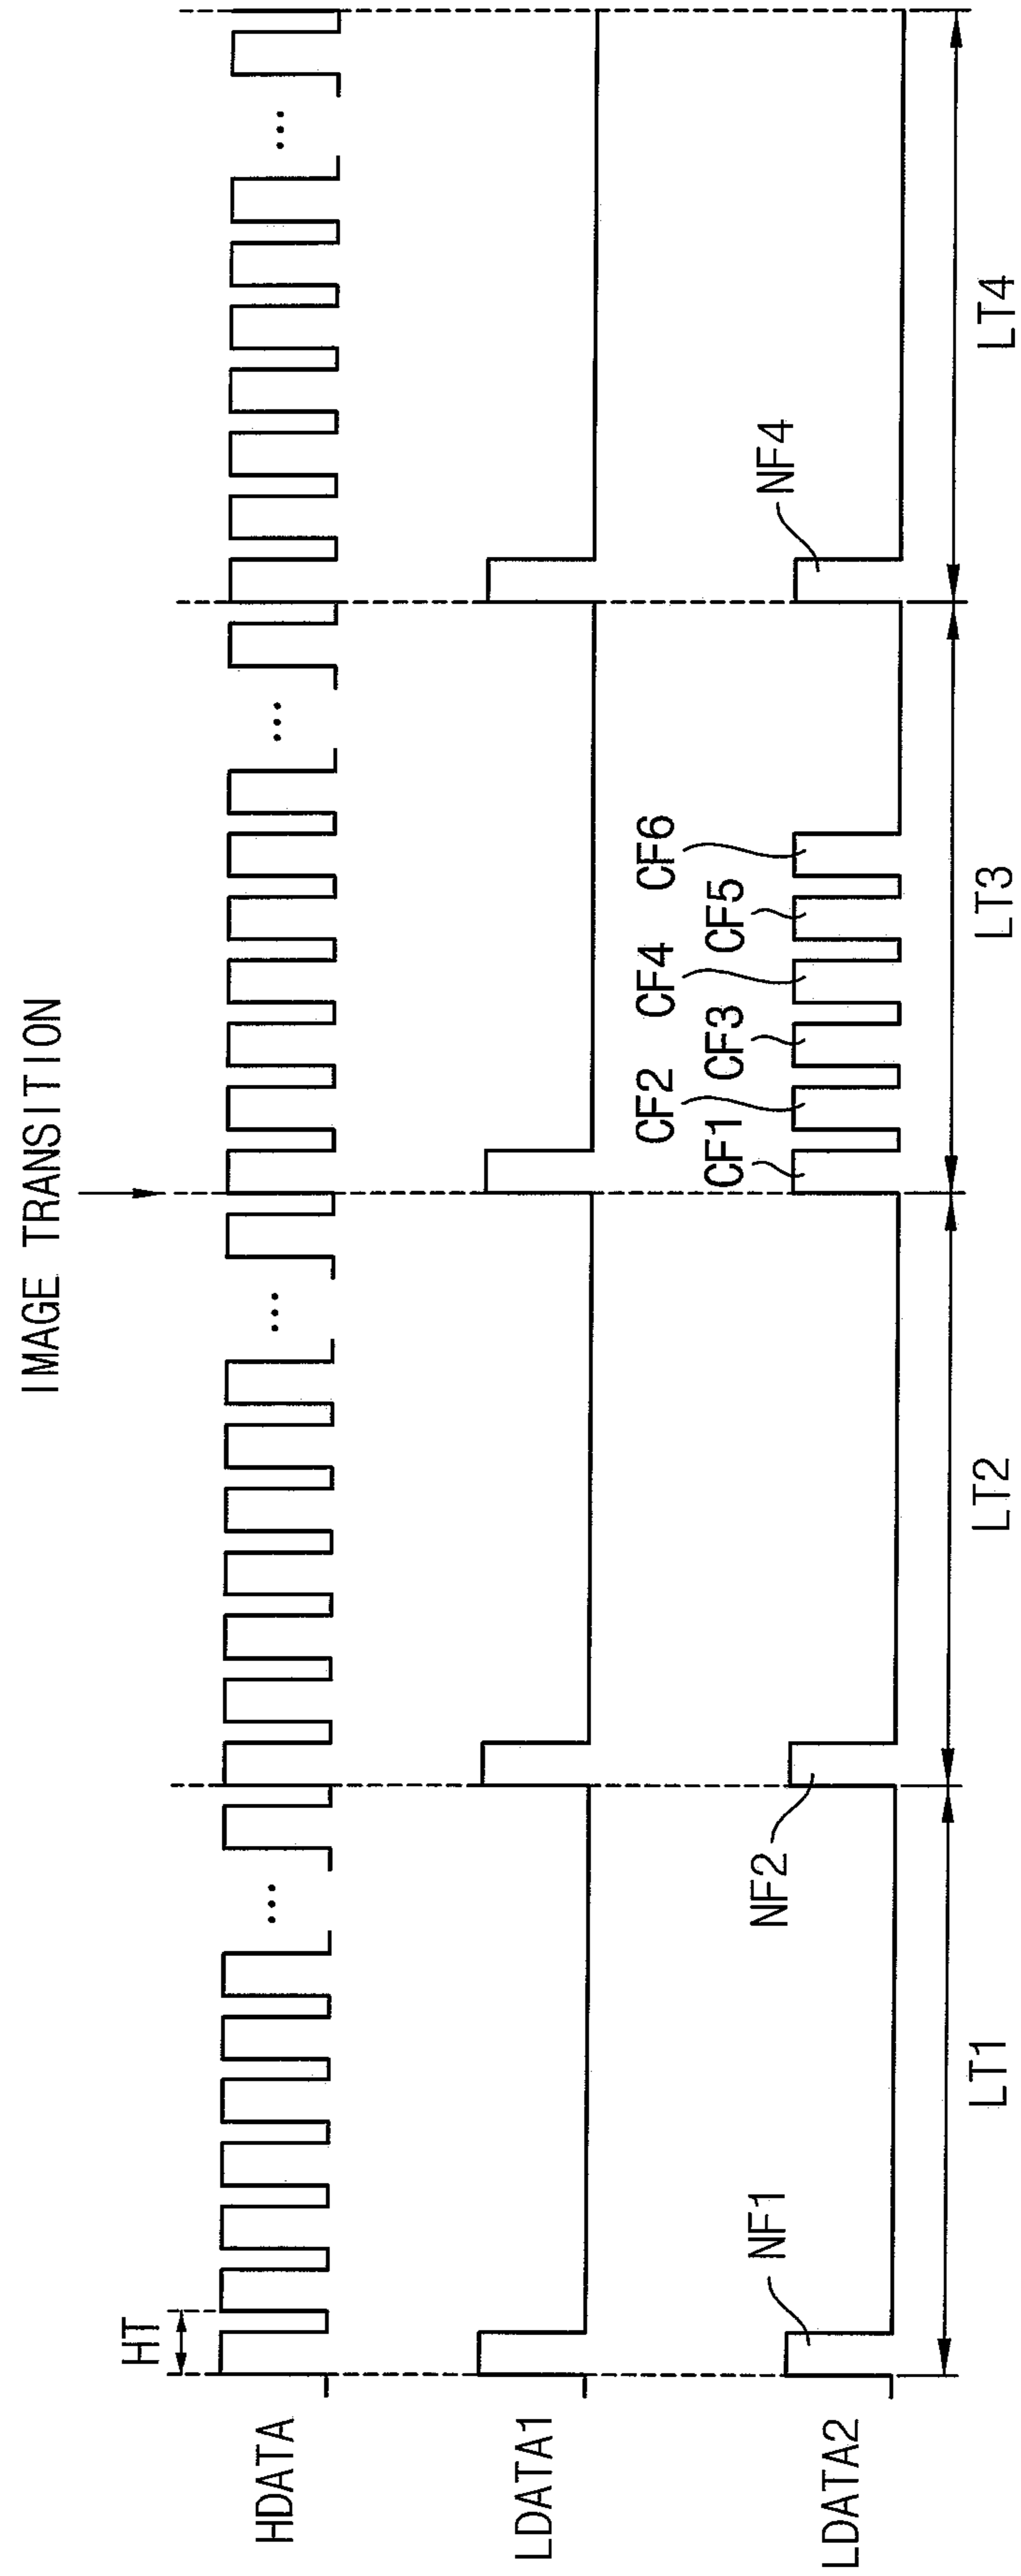 IMAGE TRANSITION
HT
HDATA
...
...
...
...
LDATA1
LDATA2
NF1
NF2
CF1
CF2
CF3
CF4
CF5
CF6
NF4
LT1
LT2
LT3
LT4